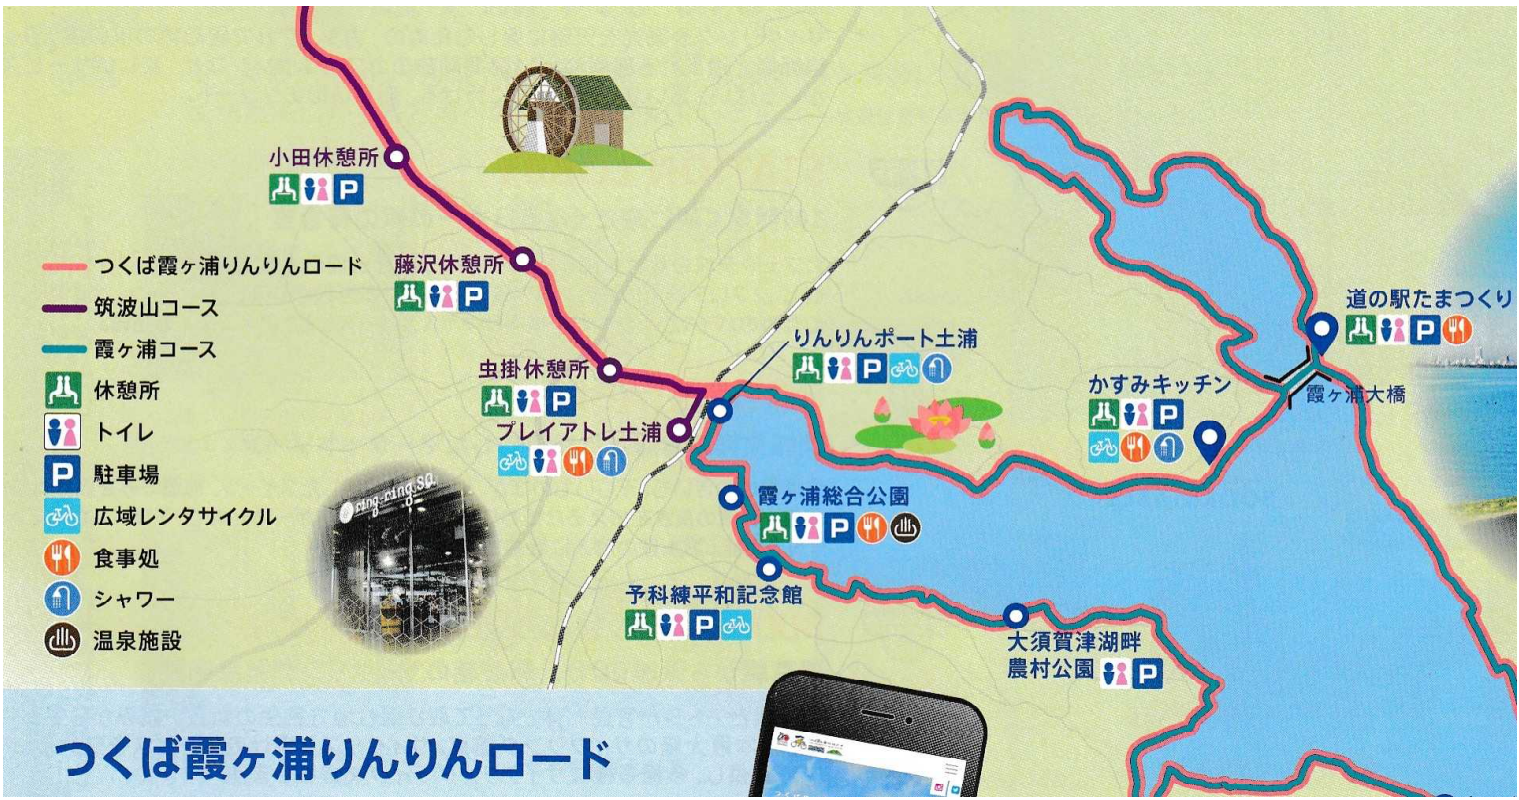 小田休憩所
P
つくば霞ヶ浦りんりんロード
筑波山コース
霞ヶ浦コース
休憩所
トイレ
P 駐車場
広域レンタサイクル
食事処
シャワー
温泉施設
藤沢休憩所
P
虫掛休憩所
P
プレイアトレ土浦
りんりんポート土浦
P
道の駅たまつくり
P
かすみキッチン
P
霞ヶ浦大橋
霞ヶ浦総合公園
P
予科練平和記念館
P
大須賀津湖畔
農村公園 P
ring-ring SQ.
つくば霞ヶ浦りんりんロード